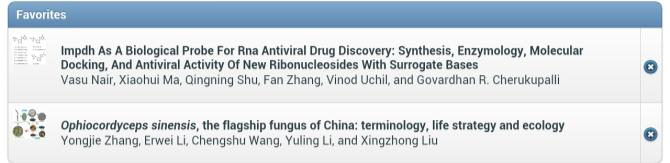 Favorites
Impdh As A Biological Probe For Rna Antiviral Drug Discovery: Synthesis, Enzymology, Molecular
Docking, And Antiviral Activity Of New Ribonucleosides With Surrogate Bases
Vasu Nair, Xiaohui Ma, Qingning Shu, Fan Zhang, Vinod Uchil, and Govardhan R. Cherukupalli
Ophiocordyceps sinensis, the flagship fungus of China: terminology, life strategy and ecology
Yongjie Zhang, Erwei Li, Chengshu Wang, Yuling Li, and Xingzhong Liu